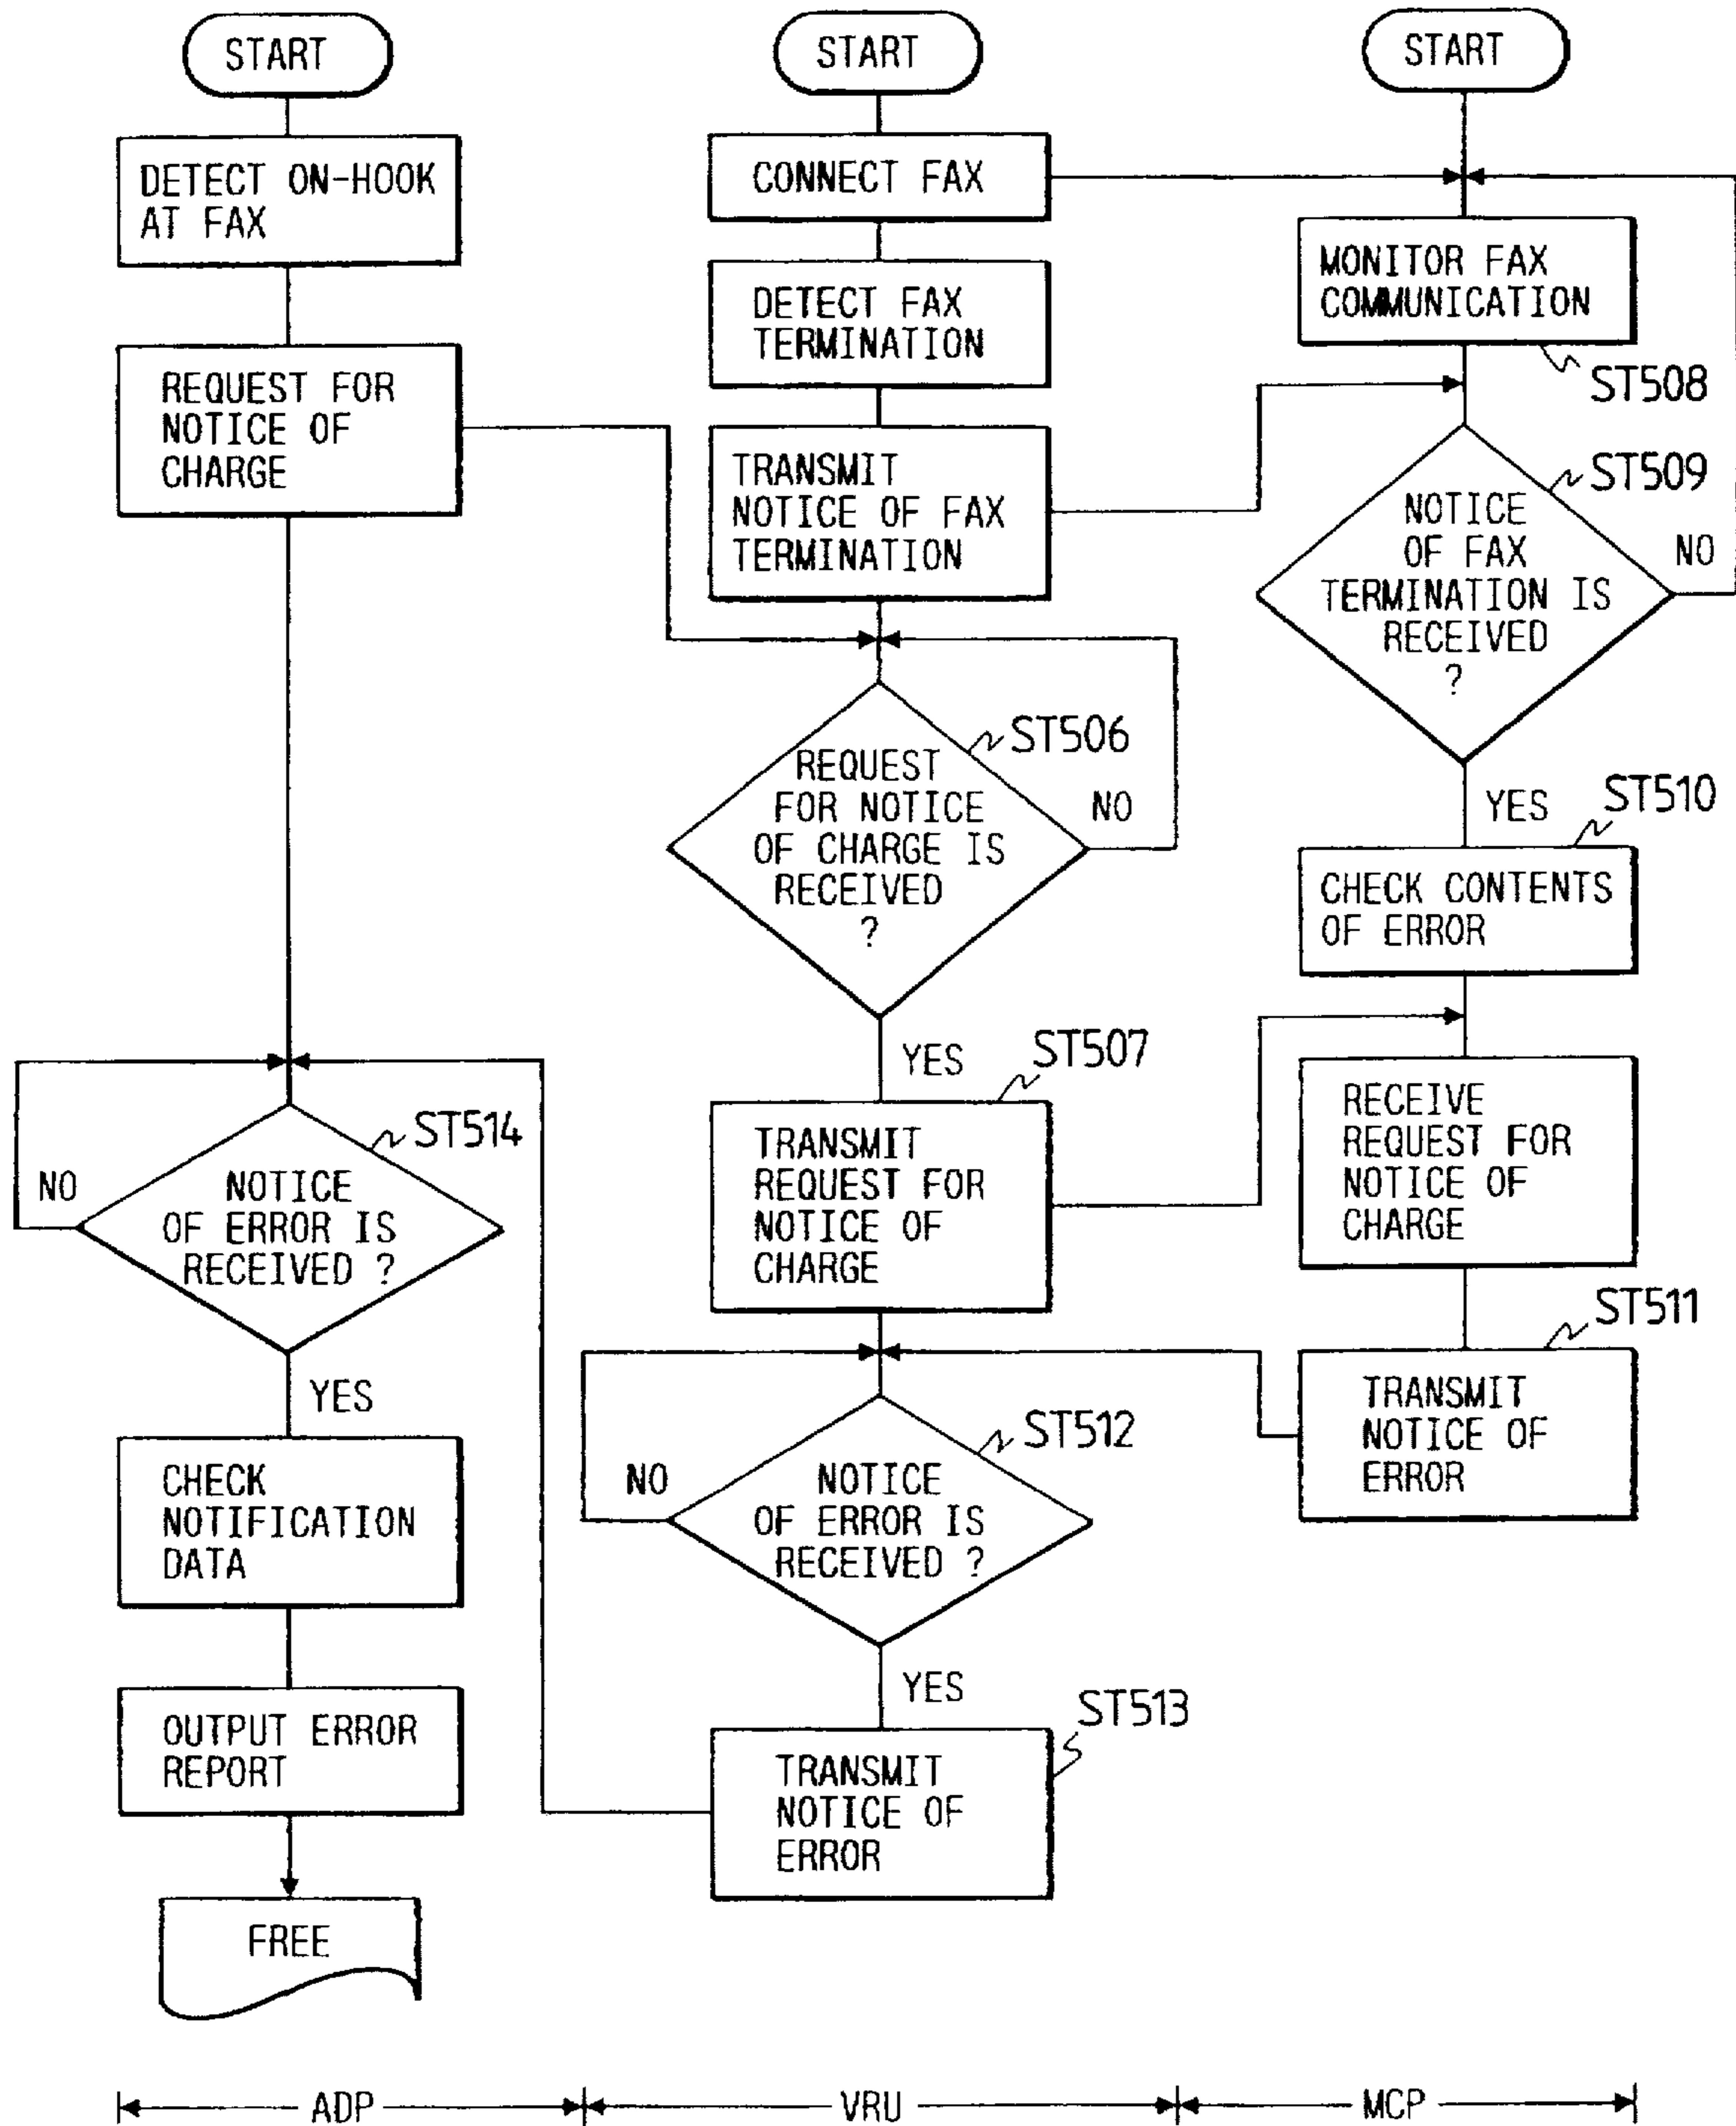 START
DETECT ON-HOOK
AT FAX
REQUEST FOR
NOTICE OF
CHARGE
ST514
NO
NOTICE
OF ERROR IS
RECEIVED ?
YES
CHECK
NOTIFICATION
DATA
OUTPUT ERROR
REPORT
FREE
START
CONNECT FAX
DETECT FAX
TERMINATION
TRANSMIT
NOTICE OF FAX
TERMINATION
ST506
REQUEST
FOR NOTICE
OF CHARGE IS
RECEIVED
?
NO
YES
ST507
TRANSMIT
REQUEST FOR
NOTICE OF
CHARGE
ST512
NO
NOTICE
OF ERROR IS
RECEIVED ?
YES
ST513
TRANSMIT
NOTICE OF
ERROR
START
MONITOR FAX
COMMUNICATION
ST508
ST509
NOTICE
OF FAX
TERMINATION IS
RECEIVED
?
NO
YES
ST510
CHECK CONTENTS
OF ERROR
RECEIVE
REQUEST FOR
NOTICE OF
CHARGE
ST511
TRANSMIT
NOTICE OF
ERROR
ADP
VRU
MCP